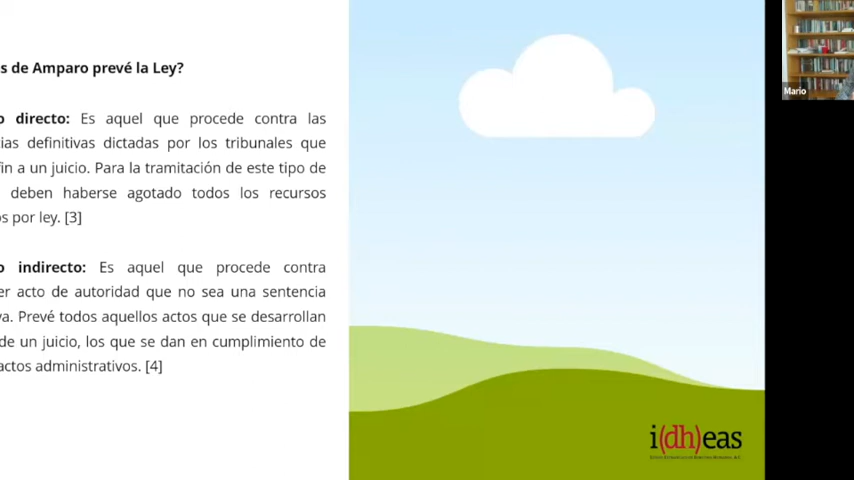 s de Amparo prevé la Ley?
o directo: Es aquel que procede contra las
ias definitivas dictadas por los tribunales que
fin a un juicio. Para la tramitación de este tipo de
deben haberse agotado todos los recursos
os por ley. [3]
o indirecto: Es aquel que procede contra
er acto de autoridad que no sea una sentencia
va. Prevé todos aquellos actos que se desarrollan
de un juicio, los que se dan en cumplimiento de
actos administrativos. [4]
Mario
i(dh)eas